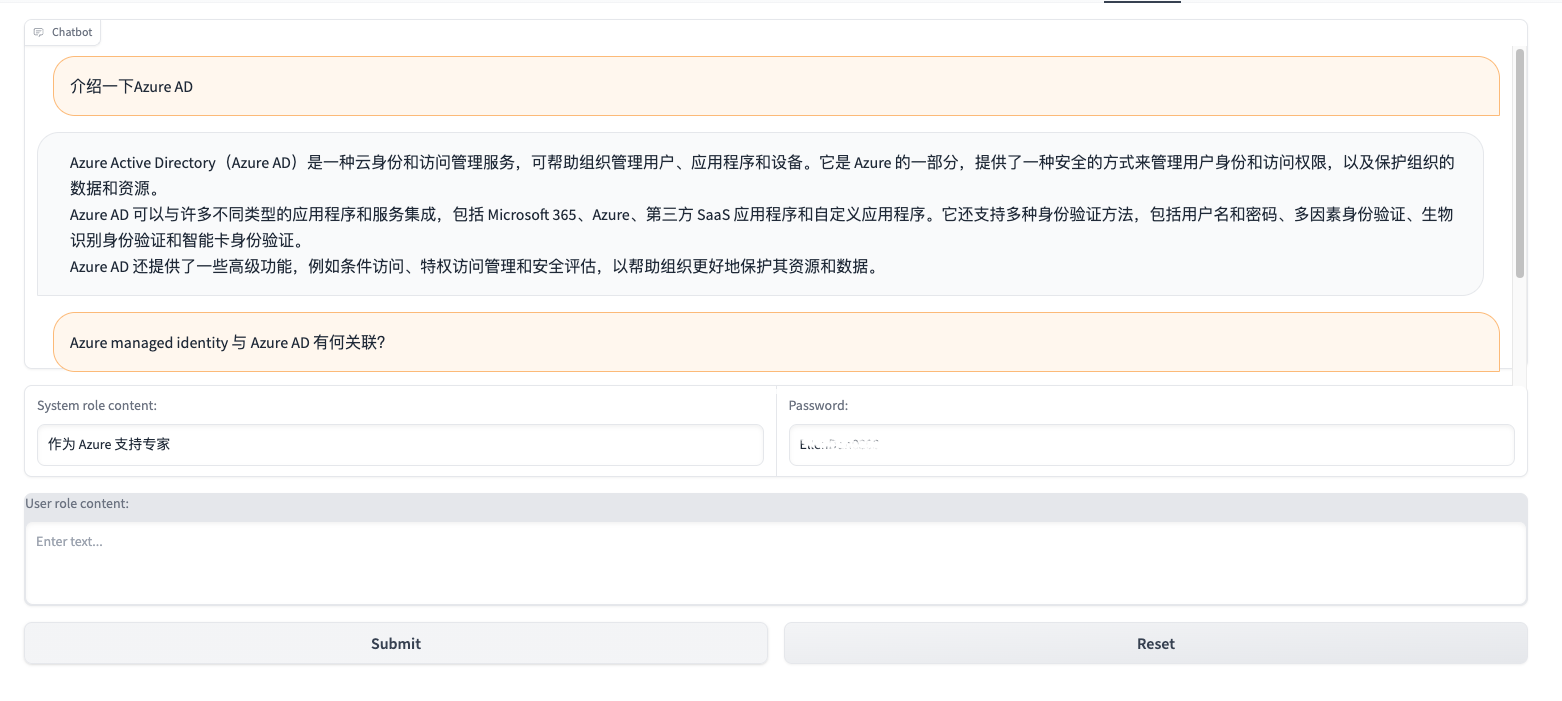 Chatbot
介绍一下Azure AD
Azure Active Directory（Azure AD）是一种云身份和访问管理服务，可帮助组织管理用户、应用程序和设备。它是 Azure 的一部分，提供了一种安全的方式来管理用户身份和访问权限，以及保护组织的
数据和资源。
Azure AD 可以与许多不同类型的应用程序和服务集成，包括 Microsoft 365、Azure、第三方 SaaS 应用程序和自定义应用程序。它还支持多种身份验证方法，包括用户名和密码、多因素身份验证、生物
识别身份验证和智能卡身份验证。
Azure AD 还提供了一些高级功能，例如条件访问、特权访问管理和安全评估，以帮助组织更好地保护其资源和数据。
Azure managed identity 与 Azure AD 有何关联？
System role content:
作为 Azure 支持专家
Password:
User role content:
Enter text...
Submit
Reset